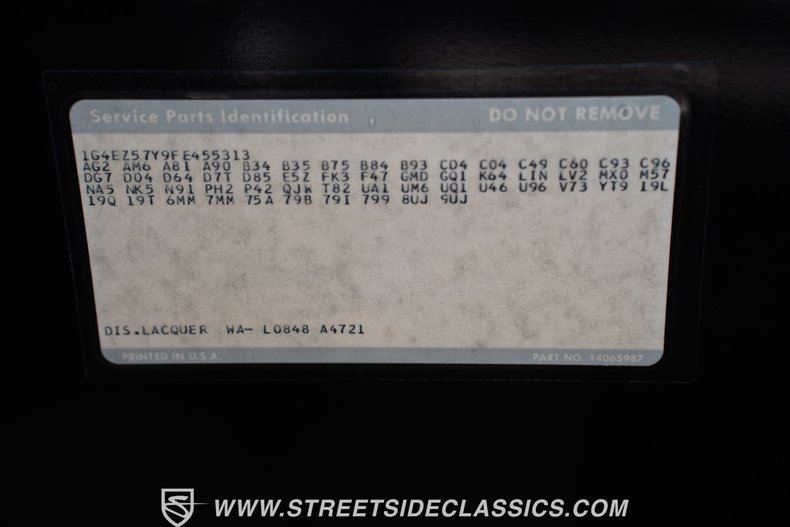 Service Parts Identification DO NOT REMOVE
1G4EZ57Y9FE455313
AG2 AM6 A81 A90 B34 B35 B75 B84 B93 CD4 C04 C49 C60 C93 C96
DG7 D04 D64 D7T D85 E5Z FK3 F47 GMD GQ1 K64 LIN LV2 MX0 M57
NA5 NK5 N91 PH2 P42 QJW T82 UA1 UM6 UQ1 U46 U96 V73 YT9 19L
19Q 19T 6MM 7MM 75A 79B 79I 799 8UJ 9UJ
DIS.LACQUER WA- L0848 A4721
PRINTED IN U.S.A. PART NO. 14065987
WWW.STREETSIDECLASSICS.COM